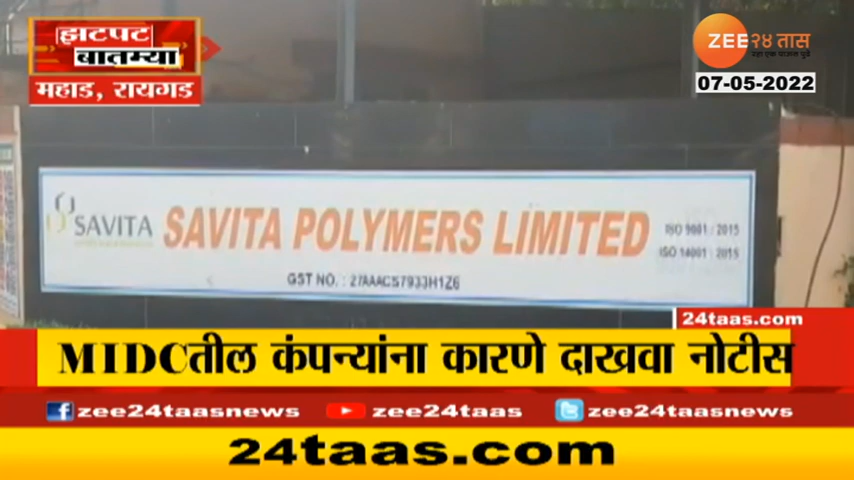 झटपट
बातम्या
महाड, रायगड
ZEE २४ तास
07-05-2022
SAVITA
SAVITA POLYMERS LIMITED
ISO 9001 : 2015
ISO 14001 : 2015
GST NO. : 27AAACS7933H1Z6
24taas.com
MIDCतील कंपन्यांना कारणे दाखवा नोटीस
zee24taasnews
zee24taas
zee24taasnews
24taas.com